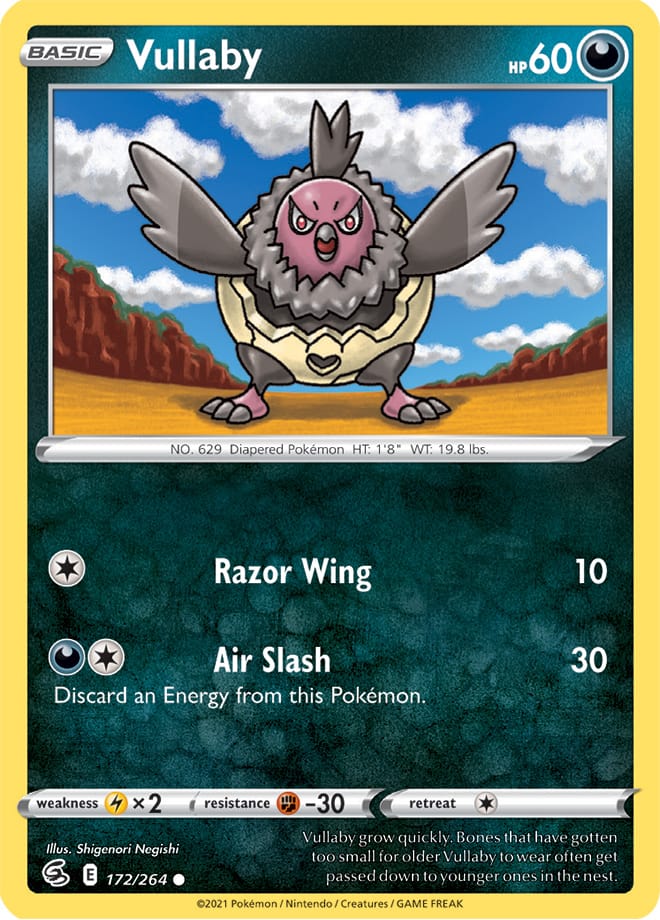 BASIC Vullaby HP60
NO. 629 Diapered Pokémon HT: 1'8" WT: 19.8 lbs.
Razor Wing 10
Air Slash 30
Discard an Energy from this Pokémon.
weakness ×2 resistance -30 retreat
Illus. Shigenori Negishi
Vullaby grow quickly. Bones that have gotten
too small for older Vullaby to wear often get
passed down to younger ones in the nest.
E 172/264
©2021 Pokémon / Nintendo / Creatures / GAME FREAK